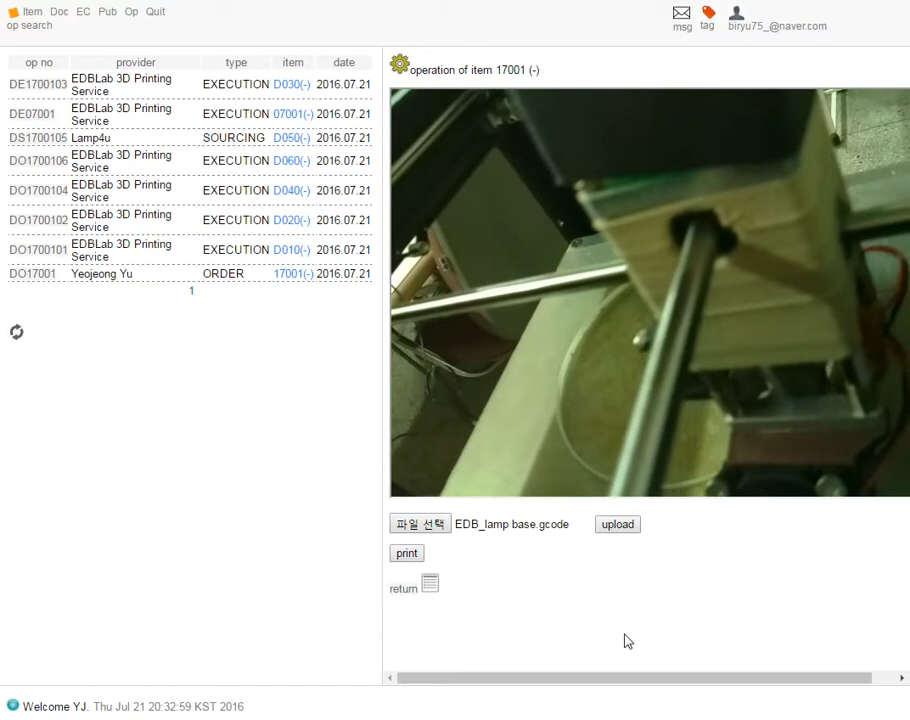 Item Doc EC Pub Op Quit
op search
msg tag biryu75_@naver.com
op no provider type item date
DE1700103 EDBLab 3D Printing Service EXECUTION D030(-) 2016.07.21
DE07001 EDBLab 3D Printing Service EXECUTION 07001(-) 2016.07.21
DS1700105 Lamp4u SOURCING D050(-) 2016.07.21
DO1700106 EDBLab 3D Printing Service EXECUTION D060(-) 2016.07.21
DO1700104 EDBLab 3D Printing Service EXECUTION D040(-) 2016.07.21
DO1700102 EDBLab 3D Printing Service EXECUTION D020(-) 2016.07.21
DO1700101 EDBLab 3D Printing Service EXECUTION D010(-) 2016.07.21
DO17001 Yeojeong Yu ORDER 17001(-) 2016.07.21
1
operation of item 17001 (-)
파일 선택 EDB_lamp base.gcode upload
print
return
Welcome YJ. Thu Jul 21 20:32:59 KST 2016